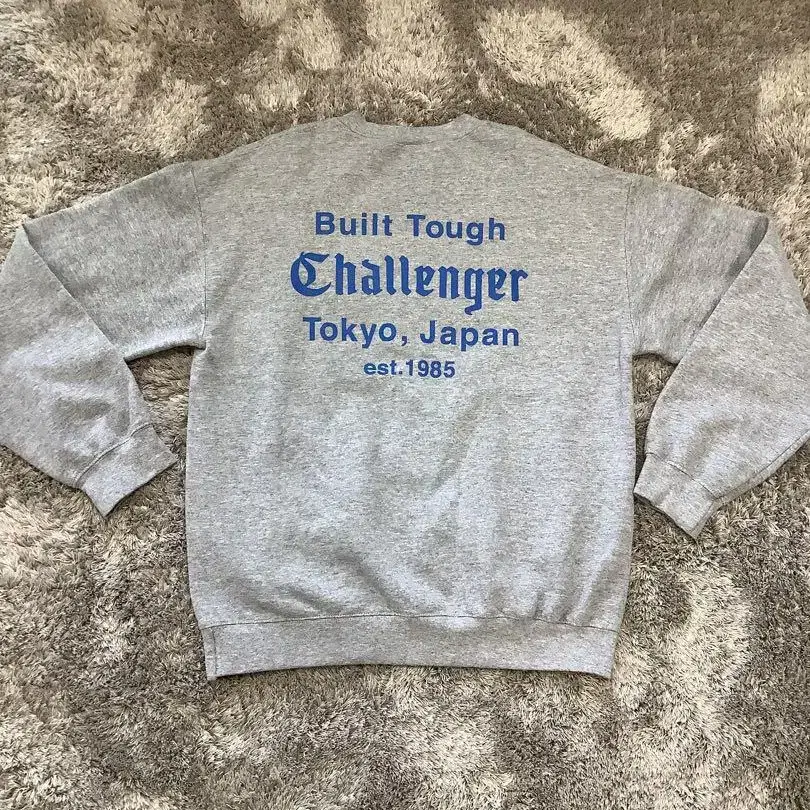 Built Tough
Challenger
Tokyo, Japan
est.1985